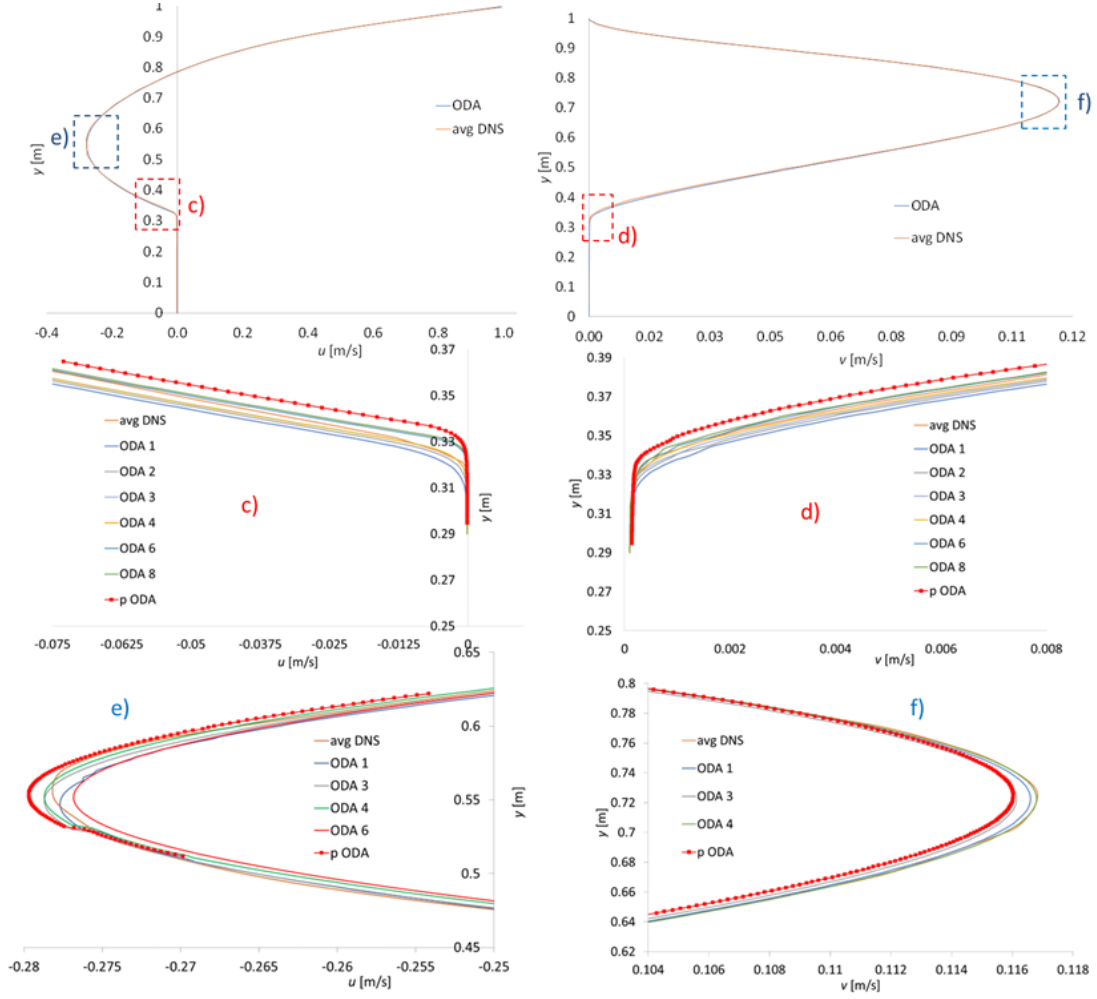 1
0.9
0.8
0.7
0.6
0.5
0.4
0.3
0.2
0.1
0
y [m]
-0.4 -0.2 0.0 0.2 0.4 0.6 0.8 1.0
u [m/s]
ODA
avg DNS
e)
c)
1
0.9
0.8
0.7
0.6
0.5
0.4
0.3
0.2
0.1
0
y [m]
0.00 0.02 0.03 0.05 0.06 0.08 0.09 0.11 0.12
v [m/s]
ODA
avg DNS
f)
d)
0.37
0.35
0.33
0.31
0.29
0.27
0.25
y [m]
avg DNS
ODA 1
ODA 2
ODA 3
ODA 4
ODA 6
ODA 8
p ODA
c)
-0.075 -0.0625 -0.05 -0.0375 -0.025 -0.0125 0
u [m/s]
0.39
0.37
0.35
0.33
0.31
0.29
0.27
0.25
y [m]
avg DNS
ODA 1
ODA 2
ODA 3
ODA 4
ODA 6
ODA 8
p ODA
d)
0 0.002 0.004 0.006 0.008
v [m/s]
0.65
0.6
0.55
0.5
0.45
y [m]
e)
avg DNS
ODA 1
ODA 3
ODA 4
ODA 6
p ODA
-0.28 -0.275 -0.27 -0.265 -0.26 -0.255 -0.25
u [m/s]
0.8
0.78
0.76
0.74
0.72
0.7
0.68
0.66
0.64
0.62
y [m]
f)
avg DNS
ODA 1
ODA 3
ODA 4
p ODA
0.104 0.106 0.108 0.111 0.112 0.114 0.116 0.118
v [m/s]